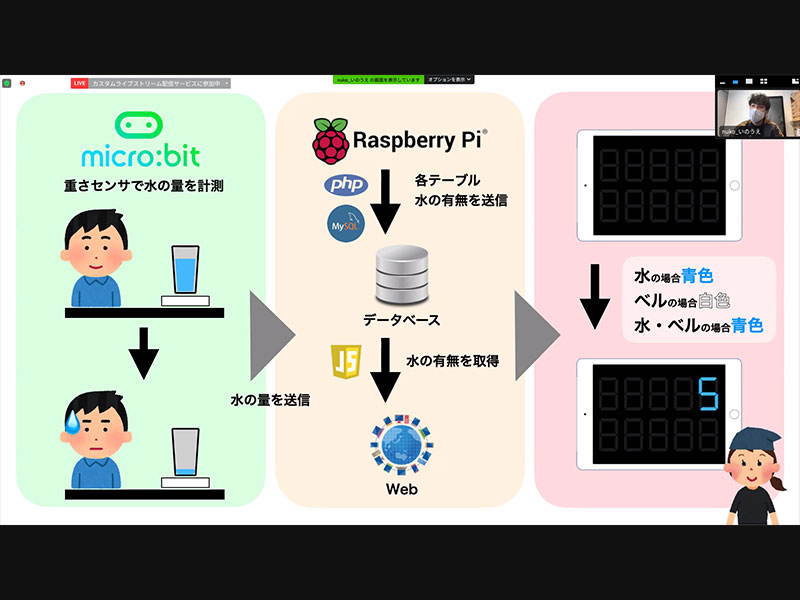 LIVE カスタムライブストリーム配信サービスに参加中
nuko_いのうえ の画面を表示しています オプションを表示
nuko_いのうえ
micro:bit
重さセンサで水の量を計測
水の量を送信
Raspberry Pi®
php
MySQL
各テーブル
水の有無を送信
データベース
JS
水の有無を取得
Web
水の場合青色
ベルの場合白色
水・ベルの場合青色
5